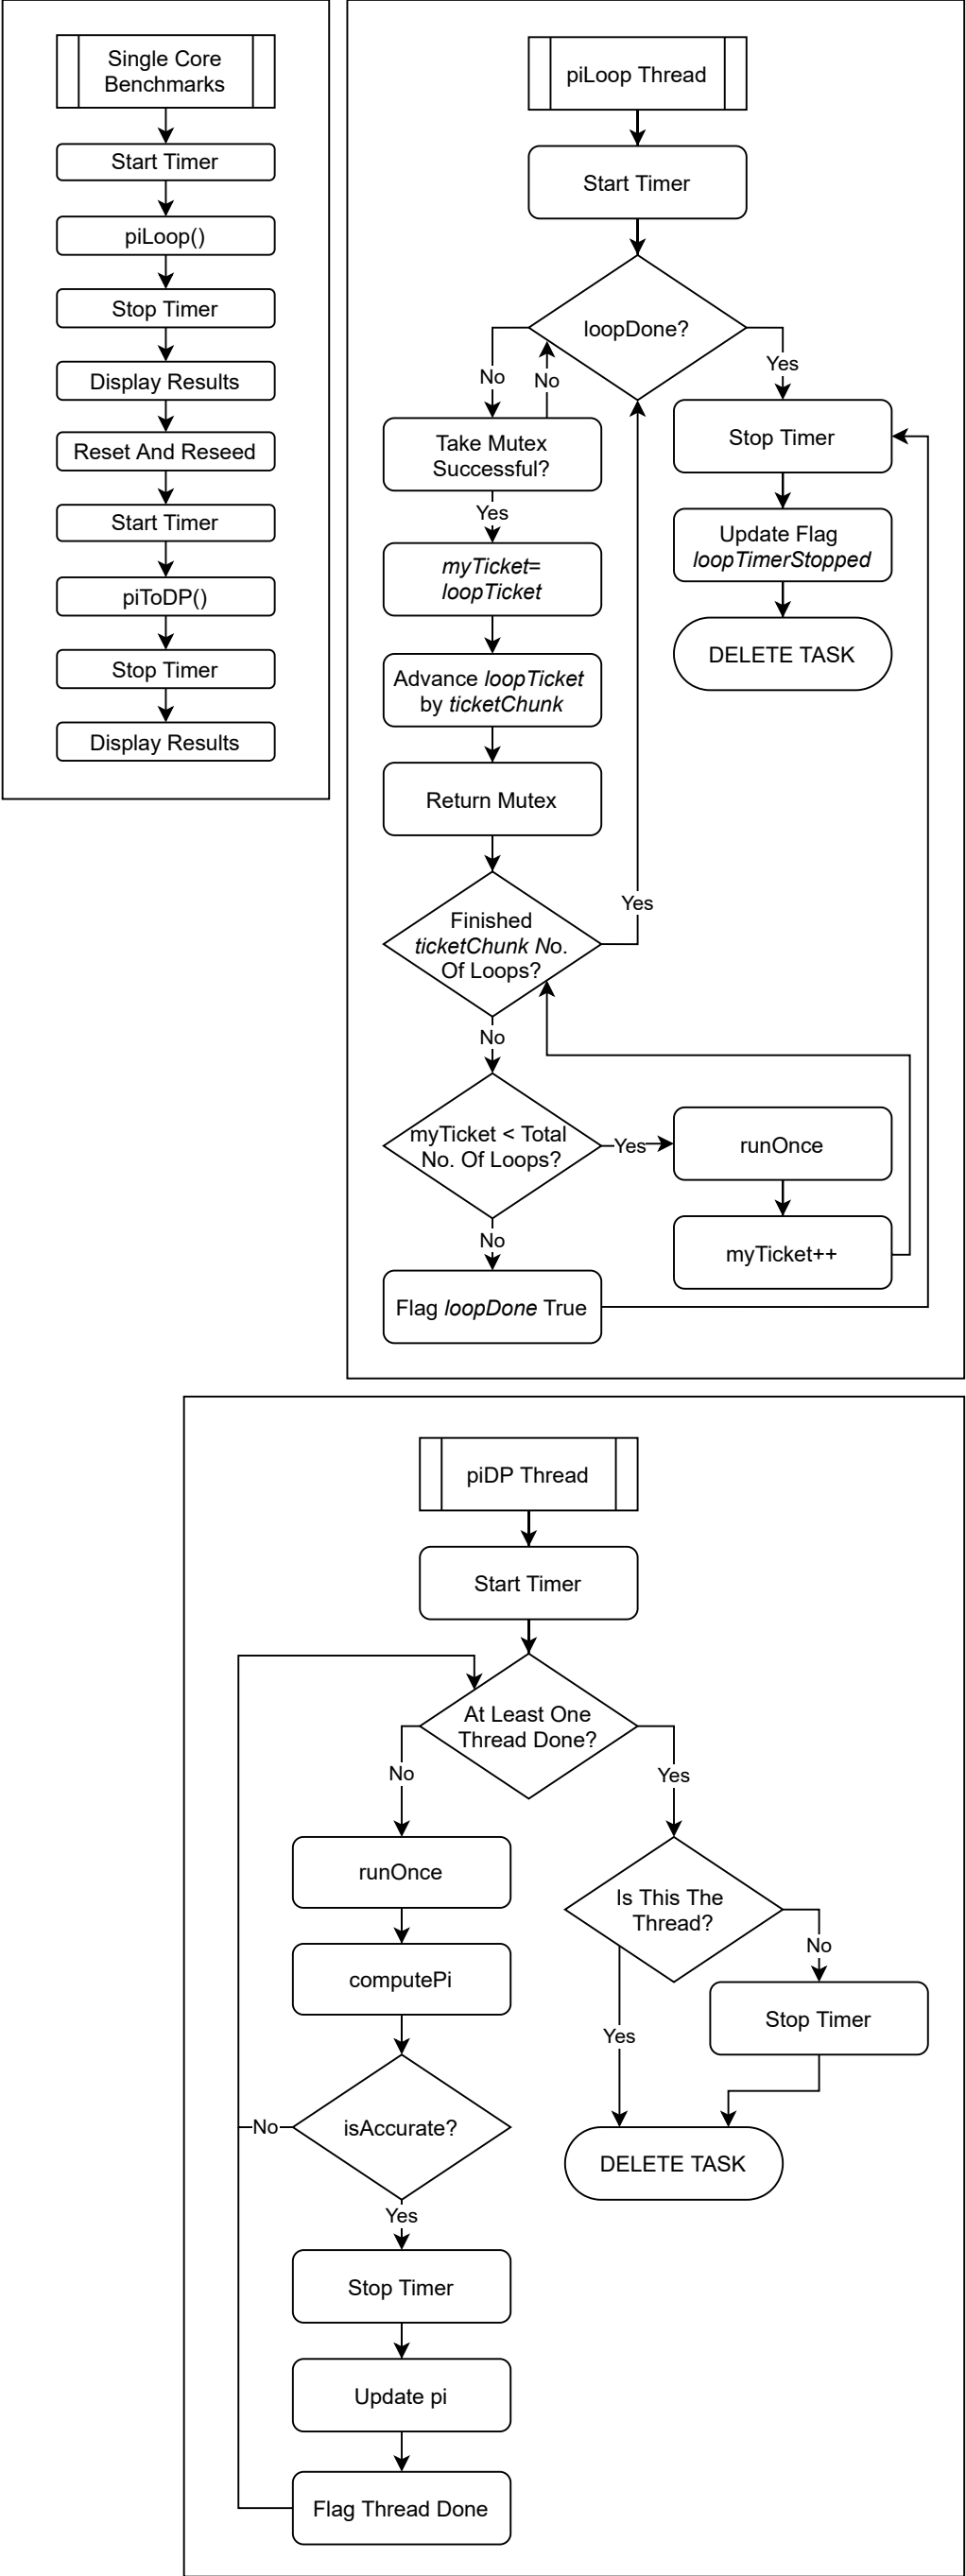 Single Core
Benchmarks
Start Timer
piLoop()
Stop Timer
Display Results
Reset And Reseed
Start Timer
piToDP()
Stop Timer
Display Results
piLoop Thread
Start Timer
loopDone?
No
No
Yes
Take Mutex
Successful?
Yes
myTicket=
loopTicket
Advance loopTicket
by ticketChunk
Return Mutex
Finished
ticketChunk No.
Of Loops?
Yes
No
myTicket < Total
No. Of Loops?
Yes
runOnce
myTicket++
No
Flag loopDone True
Stop Timer
Update Flag
loopTimerStopped
DELETE TASK
piDP Thread
Start Timer
At Least One
Thread Done?
No
Yes
runOnce
computePi
isAccurate?
No
Yes
Stop Timer
Update pi
Flag Thread Done
Is This The
Thread?
No
Yes
Stop Timer
DELETE TASK